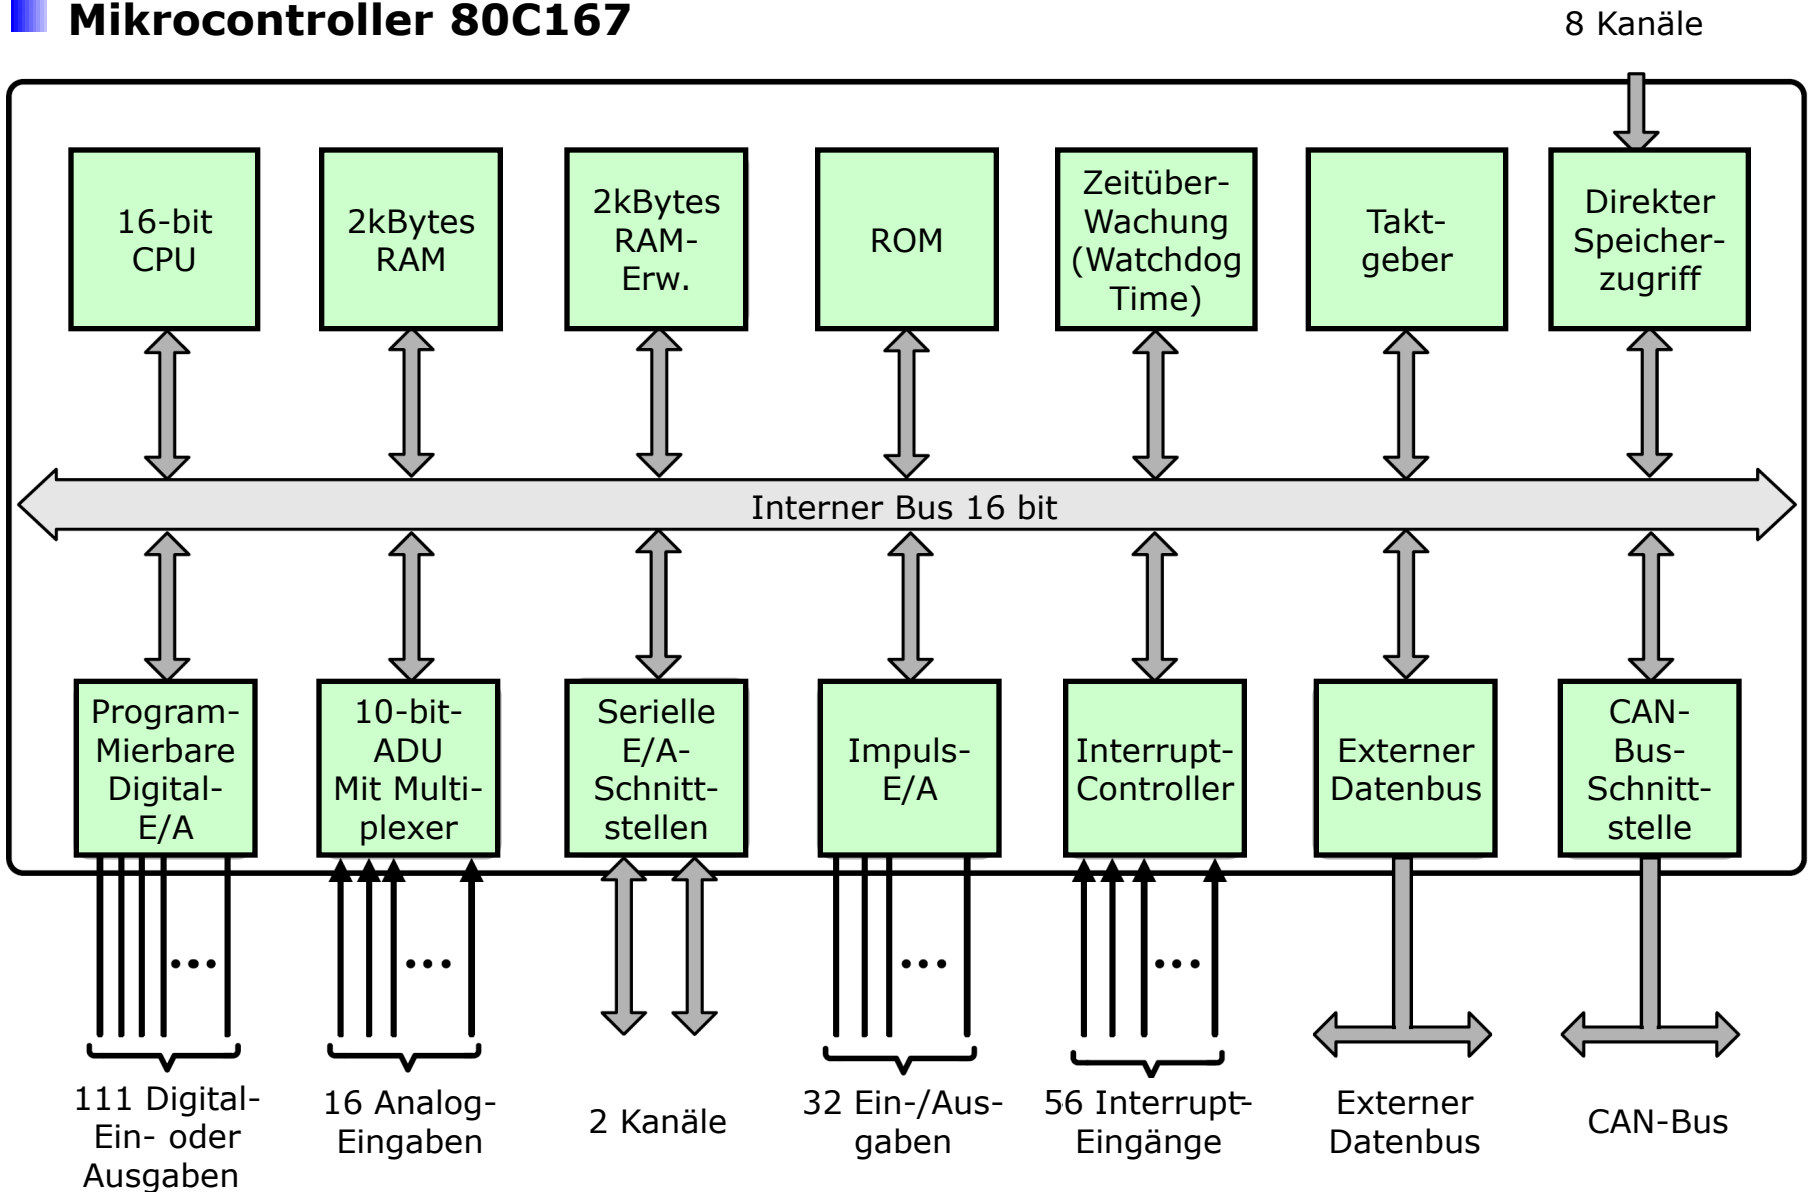 Mikrocontroller 80C167
8 Kanäle
16-bit
CPU
2kBytes
RAM
2kBytes
RAM-
Erw.
ROM
Zeitüber-
Wachung
(Watchdog
Time)
Takt-
geber
Direkter
Speicher-
zugriff
Interner Bus 16 bit
Program-
Mierbare
Digital-
E/A
10-bit-
ADU
Mit Multi-
plexer
Serielle
E/A-
Schnitt-
stellen
Impuls-
E/A
Interrupt-
Controller
Externer
Datenbus
CAN-
Bus-
Schnitt-
stelle
...
...
...
...
111 Digital-
Ein- oder
Ausgaben
16 Analog-
Eingaben
2 Kanäle
32 Ein-/Aus-
gaben
56 Interrupt-
Eingänge
Externer
Datenbus
CAN-Bus